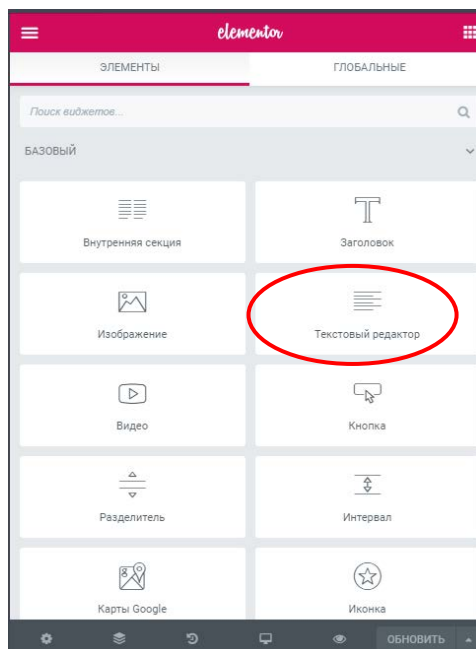 elementor
ЭЛЕМЕНТЫ ГЛОБАЛЬНЫЕ
Поиск виджетов...
БАЗОВЫЙ
Внутренняя секция Заголовок
Изображение Текстовый редактор
Видео Кнопка
Разделитель Интервал
Карты Google Иконка
ОБНОВИТЬ